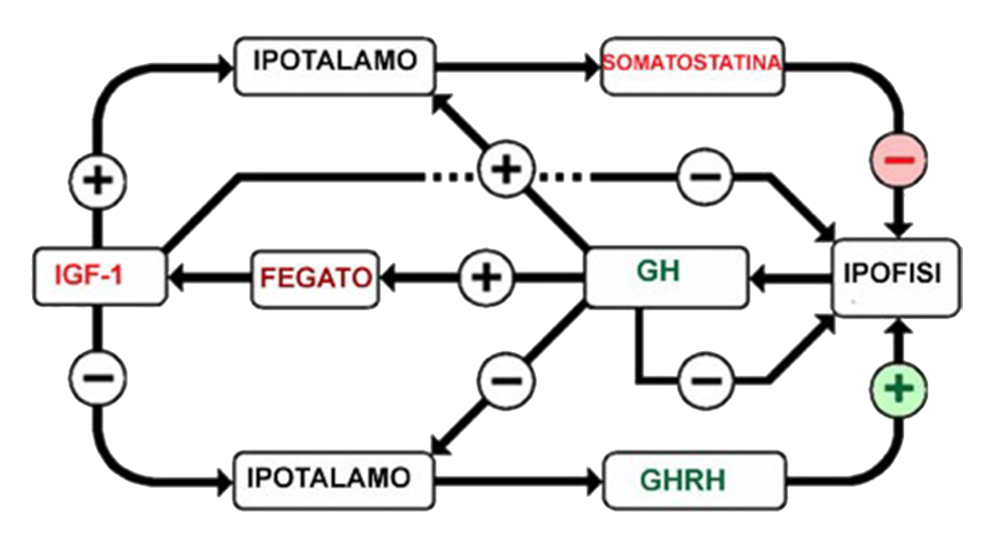 IPOTALAMO
SOMATOSTATINA
+
−
+
−
IGF-1
FEGATO
+
GH
IPOFISI
−
−
−
+
IPOTALAMO
GHRH